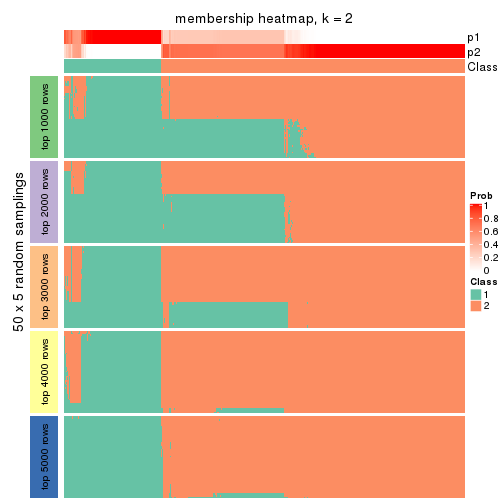 membership heatmap, k = 2
p1
p2
Class
50 x 5 random samplings
top 1000 rows
top 2000 rows
top 3000 rows
top 4000 rows
top 5000 rows
Prob
1
0.8
0.6
0.4
0.2
0
Class
1
2